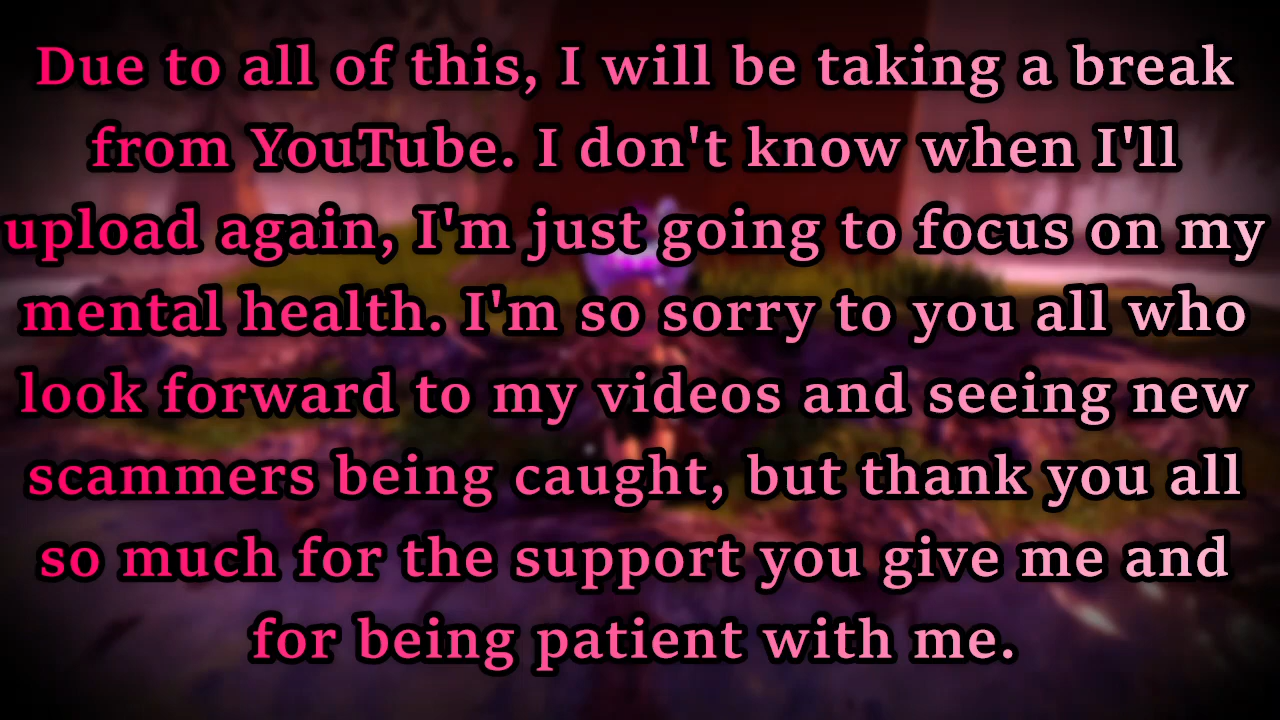 Due to all of this, I will be taking a break
from YouTube. I don't know when I'll
upload again, I'm just going to focus on my
mental health. I'm so sorry to you all who
look forward to my videos and seeing new
scammers being caught, but thank you all
so much for the support you give me and
for being patient with me.